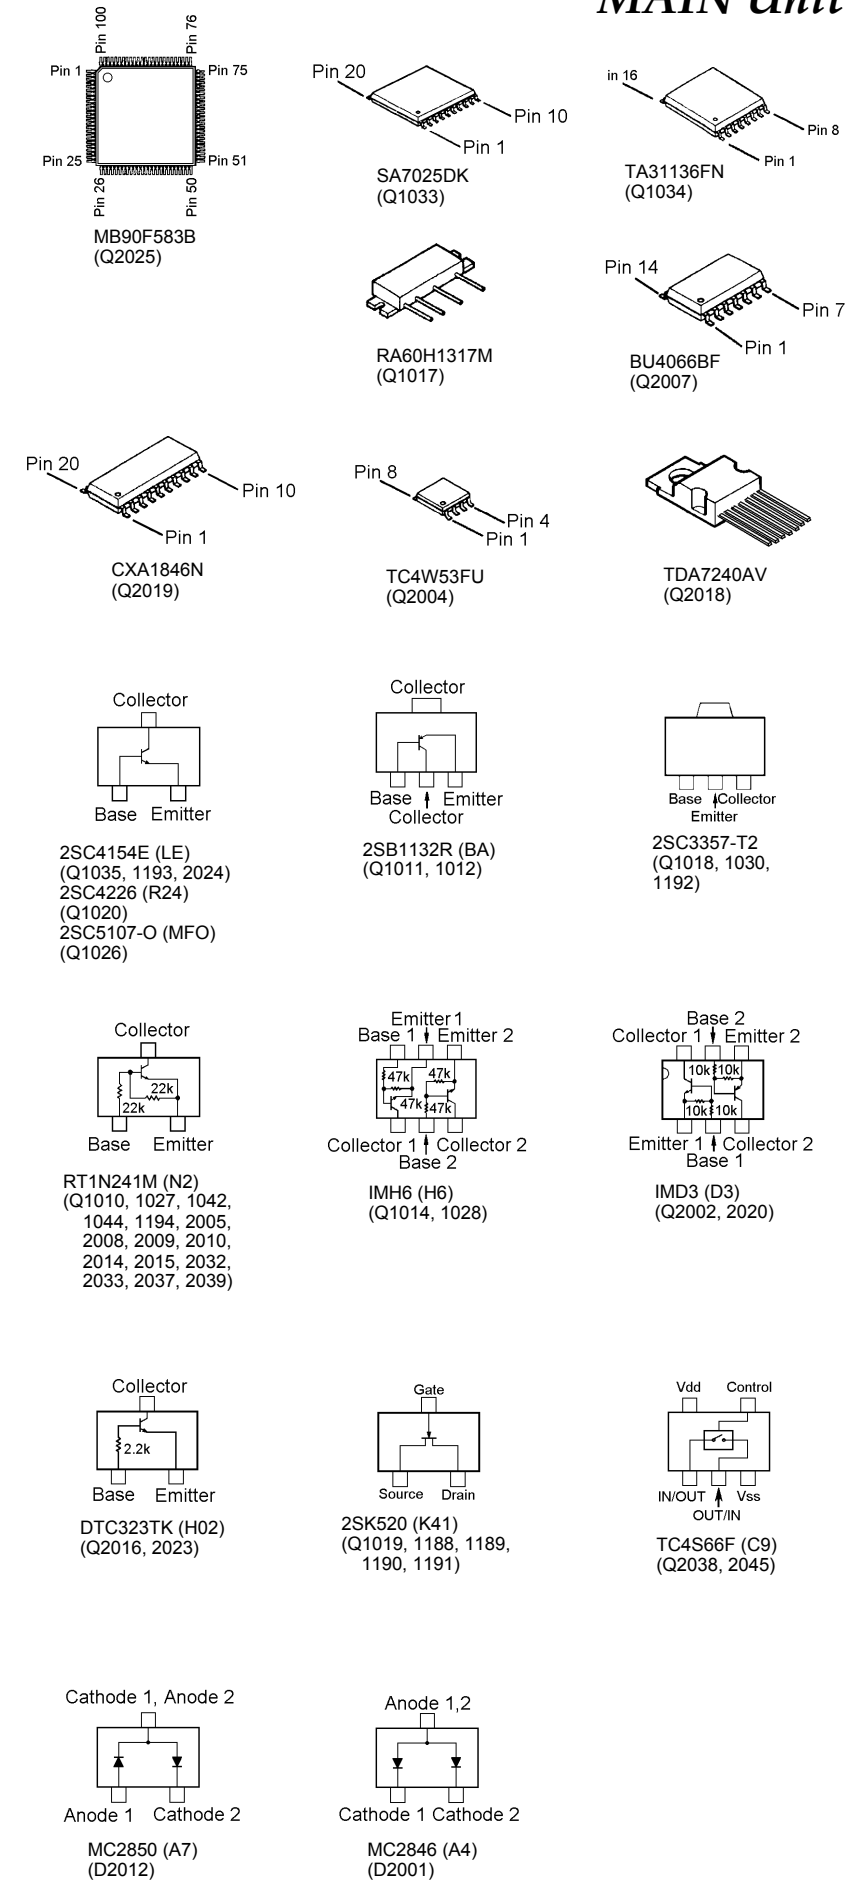 MAIN Unit
Pin 100
Pin 76
Pin 1
Pin 75
Pin 25
Pin 51
Pin 26
Pin 50
MB90F583B
(Q2025)
Pin 20
Pin 10
Pin 1
SA7025DK
(Q1033)
in 16
Pin 8
Pin 1
TA31136FN
(Q1034)
RA60H1317M
(Q1017)
Pin 14
Pin 7
Pin 1
BU4066BF
(Q2007)
Pin 20
Pin 10
Pin 1
CXA1846N
(Q2019)
Pin 8
Pin 4
Pin 1
TC4W53FU
(Q2004)
TDA7240AV
(Q2018)
Collector
Base Emitter
2SC4154E (LE)
(Q1035, 1193, 2024)
2SC4226 (R24)
(Q1020)
2SC5107-O (MFO)
(Q1026)
Collector
Base Emitter
Collector
2SB1132R (BA)
(Q1011, 1012)
Base Collector
Emitter
2SC3357-T2
(Q1018, 1030,
1192)
Collector
22k
22k
Base Emitter
RT1N241M (N2)
(Q1010, 1027, 1042,
1044, 1194, 2005,
2008, 2009, 2010,
2014, 2015, 2032,
2033, 2037, 2039)
Emitter 1
Base 1 Emitter 2
47k 47k
47k 47k
Collector 1 Collector 2
Base 2
IMH6 (H6)
(Q1014, 1028)
Base 2
Collector 1 Emitter 2
10k 10k
10k 10k
Emitter 1 Collector 2
Base 1
IMD3 (D3)
(Q2002, 2020)
Collector
2.2k
Base Emitter
DTC323TK (H02)
(Q2016, 2023)
Gate
Source Drain
2SK520 (K41)
(Q1019, 1188, 1189,
1190, 1191)
Vdd Control
IN/OUT Vss
OUT/IN
TC4S66F (C9)
(Q2038, 2045)
Cathode 1, Anode 2
Anode 1 Cathode 2
MC2850 (A7)
(D2012)
Anode 1,2
Cathode 1 Cathode 2
MC2846 (A4)
(D2001)